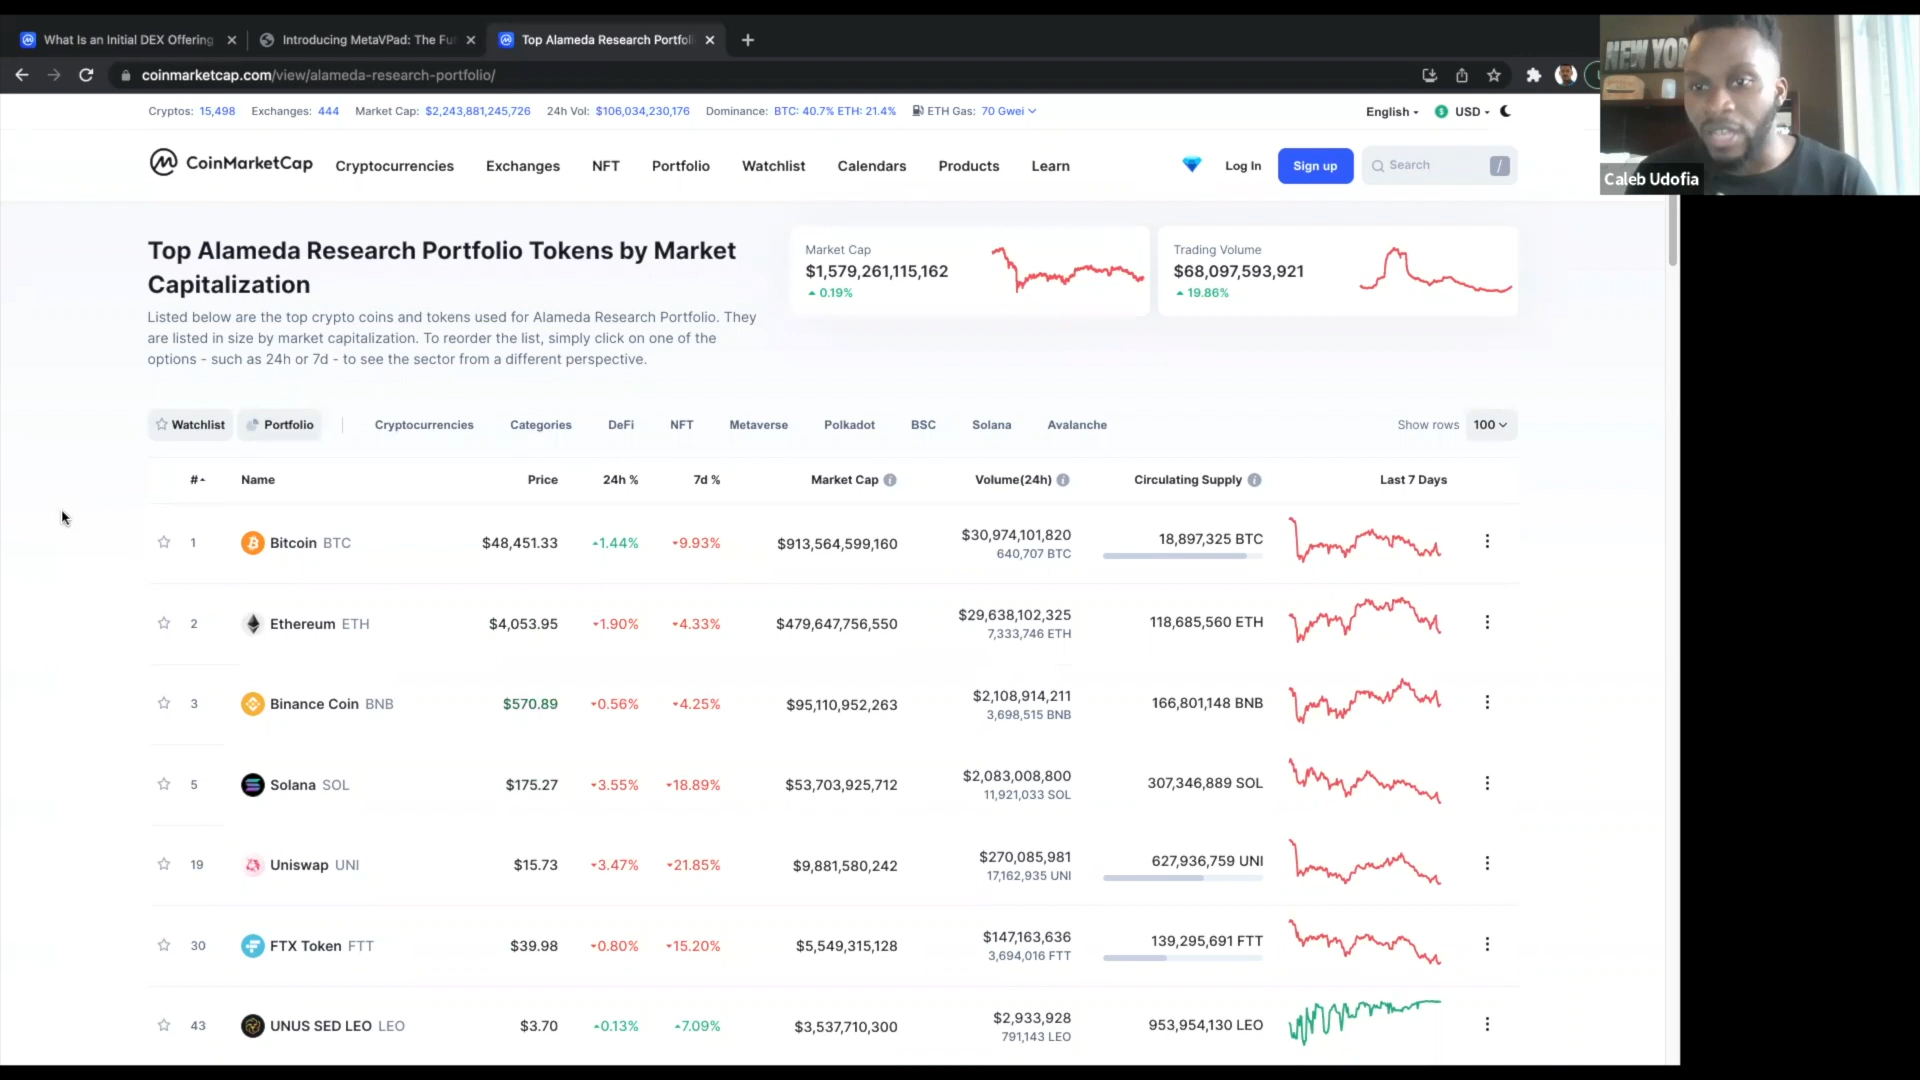 What Is an Initial DEX Offering
Introducing MetaVPad: The Fut
Top Alameda Research Portfoli
coinmarketcap.com/view/alameda-research-portfolio/
Cryptos: 15,498 Exchanges: 444 Market Cap: $2,243,881,245,726 24h Vol: $106,034,230,176 Dominance: BTC: 40.7% ETH: 21.4% ETH Gas: 70 Gwei
English
USD
CoinMarketCap
Cryptocurrencies Exchanges NFT Portfolio Watchlist Calendars Products Learn
Log In
Sign up
Search /
Caleb Udofia
Top Alameda Research Portfolio Tokens by Market
Capitalization
Listed below are the top crypto coins and tokens used for Alameda Research Portfolio. They
are listed in size by market capitalization. To reorder the list, simply click on one of the
options - such as 24h or 7d - to see the sector from a different perspective.
Market Cap
$1,579,261,115,162
0.19%
Trading Volume
$68,097,593,921
19.86%
Watchlist Portfolio Cryptocurrencies Categories DeFi NFT Metaverse Polkadot BSC Solana Avalanche Show rows 100
# Name Price 24h % 7d % Market Cap Volume(24h) Circulating Supply Last 7 Days
1 Bitcoin BTC $48,451.33 1.44% 9.93% $913,564,599,160 $30,974,101,820 18,897,325 BTC
640,707 BTC
2 Ethereum ETH $4,053.95 1.90% 4.33% $479,647,756,550 $29,638,102,325 118,685,560 ETH
7,333,746 ETH
3 Binance Coin BNB $570.89 0.56% 4.25% $95,110,952,263 $2,108,914,211 166,801,148 BNB
3,698,515 BNB
5 Solana SOL $175.27 3.55% 18.89% $53,703,925,712 $2,083,008,800 307,346,889 SOL
11,921,033 SOL
19 Uniswap UNI $15.73 3.47% 21.85% $9,881,580,242 $270,085,981 627,936,759 UNI
17,162,935 UNI
30 FTX Token FTT $39.98 0.80% 15.20% $5,549,315,128 $147,163,636 139,295,691 FTT
3,694,016 FTT
43 UNUS SED LEO LEO $3.70 0.13% 7.09% $3,537,710,300 $2,933,928 953,954,130 LEO
791,143 LEO